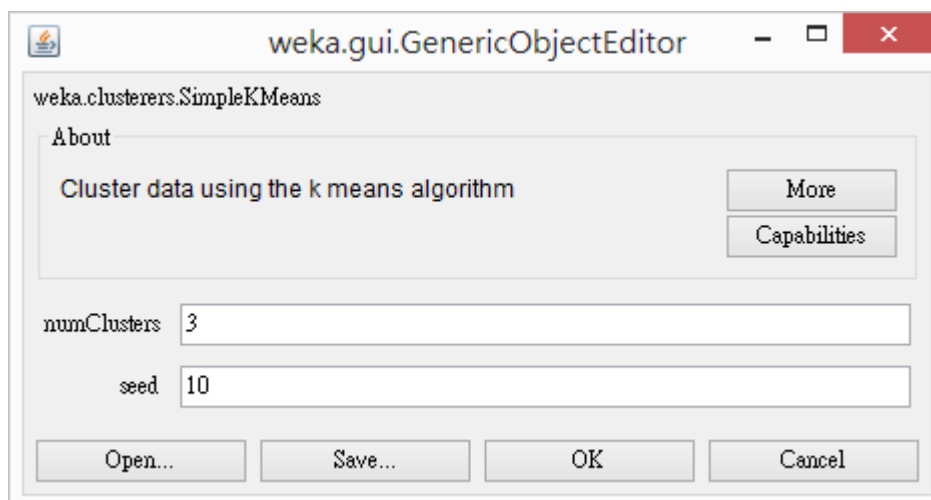 weka.gui.GenericObjectEditor
weka.clusterers.SimpleKMeans
About
Cluster data using the k means algorithm
More
Capabilities
numClusters 3
seed 10
Open... Save... OK Cancel